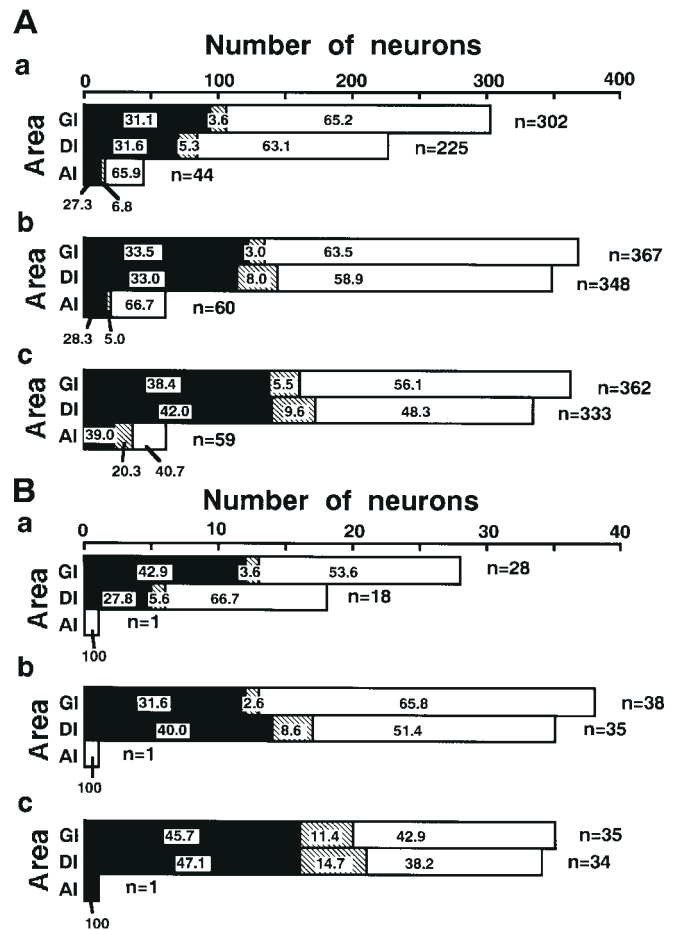 A
Number of neurons
a
0 100 200 300 400
Area
GI 31.1 3.6 65.2 n=302
DI 31.6 5.3 63.1 n=225
AI 65.9 n=44
27.3 6.8
b
Area
GI 33.5 3.0 63.5 n=367
DI 33.0 8.0 58.9 n=348
AI 66.7 n=60
28.3 5.0
c
Area
GI 38.4 5.5 56.1 n=362
DI 42.0 9.6 48.3 n=333
AI 39.0 n=59
20.3 40.7
B
Number of neurons
a
0 10 20 30 40
Area
GI 42.9 3.6 53.6 n=28
DI 27.8 5.6 66.7 n=18
AI n=1
100
b
Area
GI 31.6 2.6 65.8 n=38
DI 40.0 8.6 51.4 n=35
AI n=1
100
c
Area
GI 45.7 11.4 42.9 n=35
DI 47.1 14.7 38.2 n=34
AI n=1
100